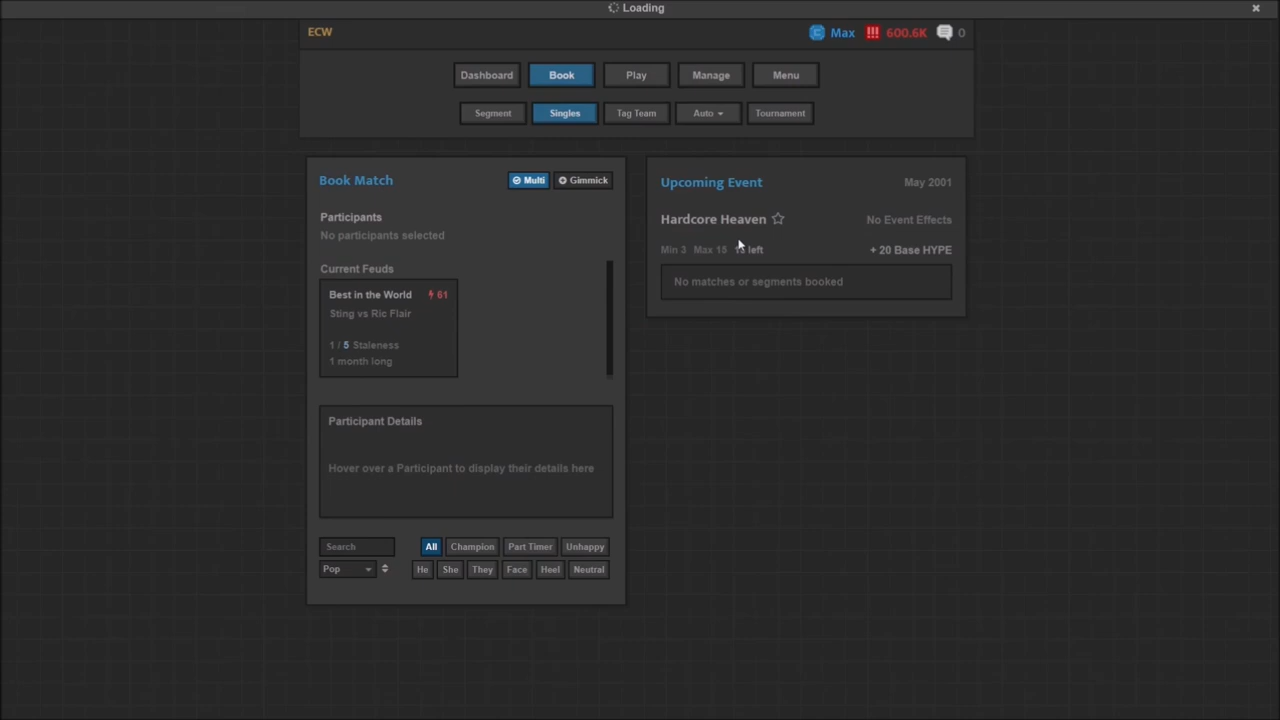 Loading
ECW
Max 600.6K 0
Dashboard Book Play Manage Menu
Segment Singles Tag Team Auto Tournament
Book Match Multi Gimmick
Participants
No participants selected
Current Feuds
Best in the World 61
Sting vs Ric Flair
1 / 5 Staleness
1 month long
Participant Details
Hover over a Participant to display their details here
Search All Champion Part Timer Unhappy
Pop He She They Face Heel Neutral
Upcoming Event May 2001
Hardcore Heaven No Event Effects
Min 3 Max 15 left + 20 Base HYPE
No matches or segments booked